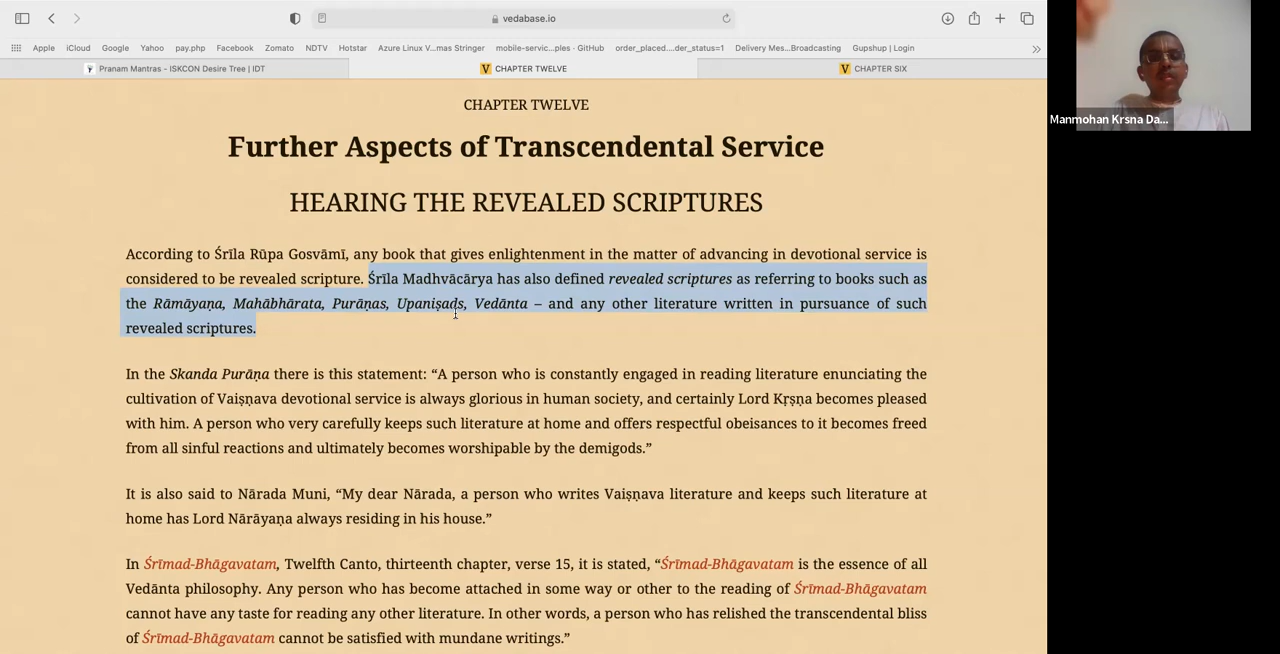 vedabase.io
Apple iCloud Google Yahoo pay.php Facebook Zomato NDTV Hotstar Azure Linux V...mas Stringer mobile-servic...ples · GitHub order_placed....der_status=1 Delivery Mes...Broadcasting Gupshup | Login
Pranam Mantras - ISKCON Desire Tree | IDT
CHAPTER TWELVE
CHAPTER SIX
CHAPTER TWELVE
Further Aspects of Transcendental Service
HEARING THE REVEALED SCRIPTURES
According to Śrīla Rūpa Gosvāmī, any book that gives enlightenment in the matter of advancing in devotional service is
considered to be revealed scripture. Śrīla Madhvācārya has also defined revealed scriptures as referring to books such as
the Rāmāyaṇa, Mahābhārata, Purāṇas, Upaniṣads, Vedānta – and any other literature written in pursuance of such
revealed scriptures.
In the Skanda Purāṇa there is this statement: “A person who is constantly engaged in reading literature enunciating the
cultivation of Vaiṣṇava devotional service is always glorious in human society, and certainly Lord Kṛṣṇa becomes pleased
with him. A person who very carefully keeps such literature at home and offers respectful obeisances to it becomes freed
from all sinful reactions and ultimately becomes worshipable by the demigods.”
It is also said to Nārada Muni, “My dear Nārada, a person who writes Vaiṣṇava literature and keeps such literature at
home has Lord Nārāyaṇa always residing in his house.”
In Śrīmad-Bhāgavatam, Twelfth Canto, thirteenth chapter, verse 15, it is stated, “Śrīmad-Bhāgavatam is the essence of all
Vedānta philosophy. Any person who has become attached in some way or other to the reading of Śrīmad-Bhāgavatam
cannot have any taste for reading any other literature. In other words, a person who has relished the transcendental bliss
of Śrīmad-Bhāgavatam cannot be satisfied with mundane writings.”
Manmohan Krsna Da...